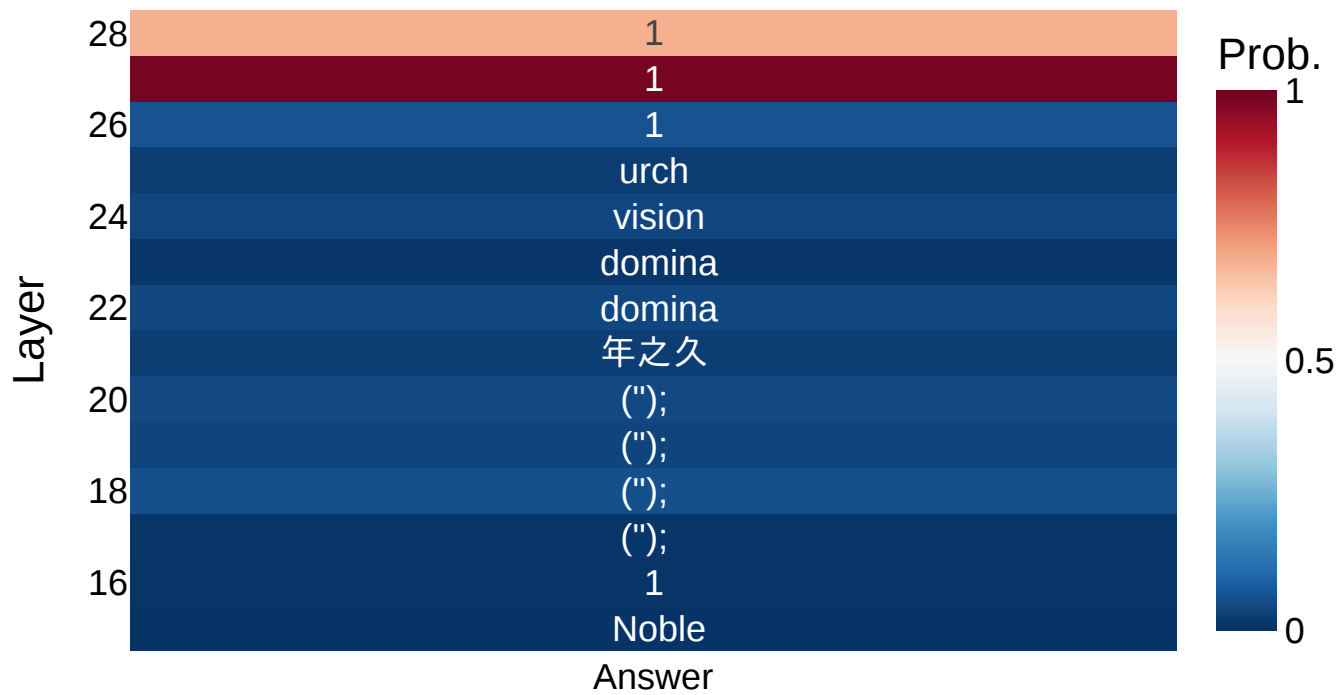 28 1
1
26 1
urch
24 vision
domina
22 domina
年之久
20 (");
(");
18 (");
(");
16 1
Noble
Layer
Answer
Prob.
1
0.5
0